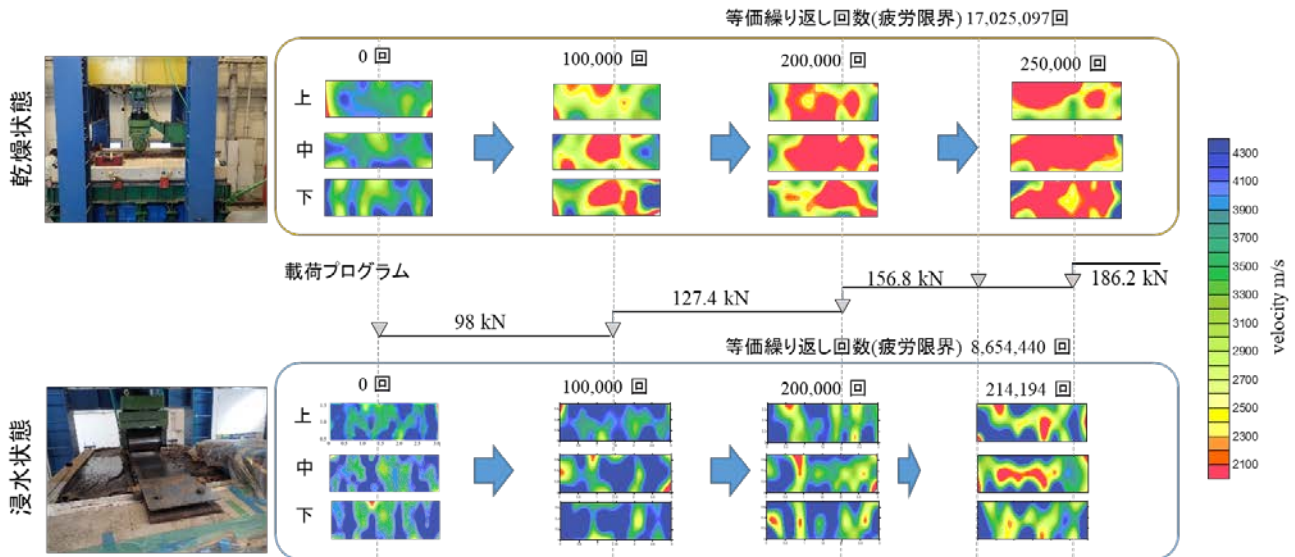 等価繰り返し回数(疲労限界) 17,025,097回
0 回
100,000 回
200,000 回
250,000 回
乾燥状態
上
中
下
載荷プログラム
98 kN
127.4 kN
156.8 kN
186.2 kN
等価繰り返し回数(疲労限界) 8,654,440 回
0 回
100,000 回
200,000 回
214,194 回
浸水状態
上
中
下
4300
4100
3900
3700
3500
3300
3100
2900
2700
2500
2300
2100
velocity m/s